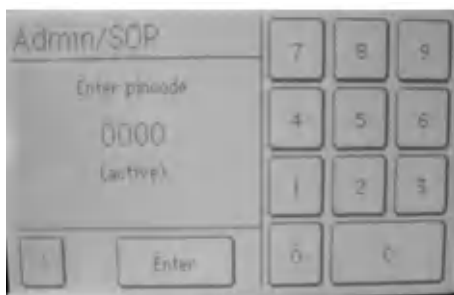 Admin/SOP
Enter pincode
0000
(active)
Enter
7 8 9
4 5 6
1 2 3
0 C